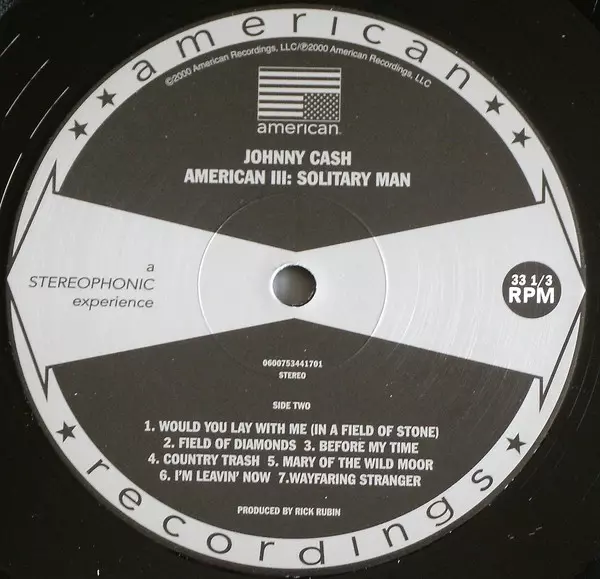 american
©2000 American Recordings, LLC/℗2000 American Recordings, LLC
american
JOHNNY CASH
AMERICAN III: SOLITARY MAN
a
STEREOPHONIC
experience
33 1/3
RPM
0600753441701
STEREO
SIDE TWO
1. WOULD YOU LAY WITH ME (IN A FIELD OF STONE)
2. FIELD OF DIAMONDS 3. BEFORE MY TIME
4. COUNTRY TRASH 5. MARY OF THE WILD MOOR
6. I'M LEAVIN' NOW 7.WAYFARING STRANGER
PRODUCED BY RICK RUBIN
recordings